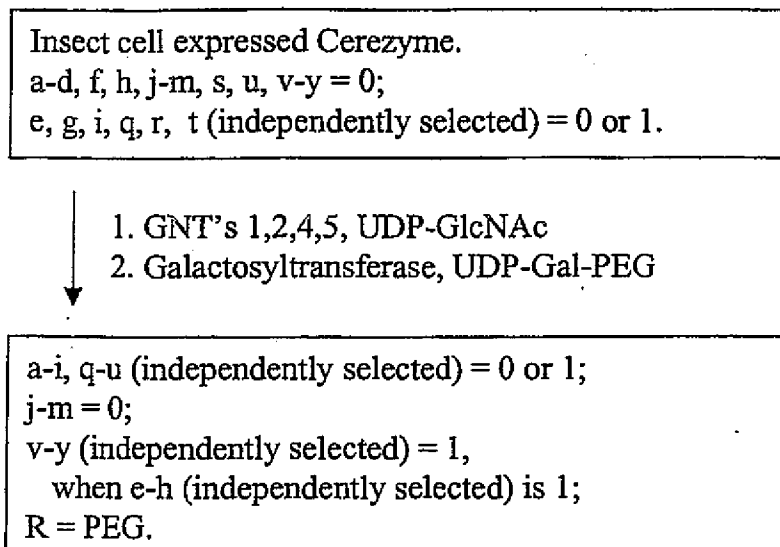 Insect cell expressed Cerezyme.
a-d, f, h, j-m, s, u, v-y = 0;
e, g, i, q, r, t (independently selected) = 0 or 1.
1. GNT's 1,2,4,5, UDP-GlcNAc
2. Galactosyltransferase, UDP-Gal-PEG
a-i, q-u (independently selected) = 0 or 1;
j-m = 0;
v-y (independently selected) = 1,
when e-h (independently selected) is 1;
R = PEG.